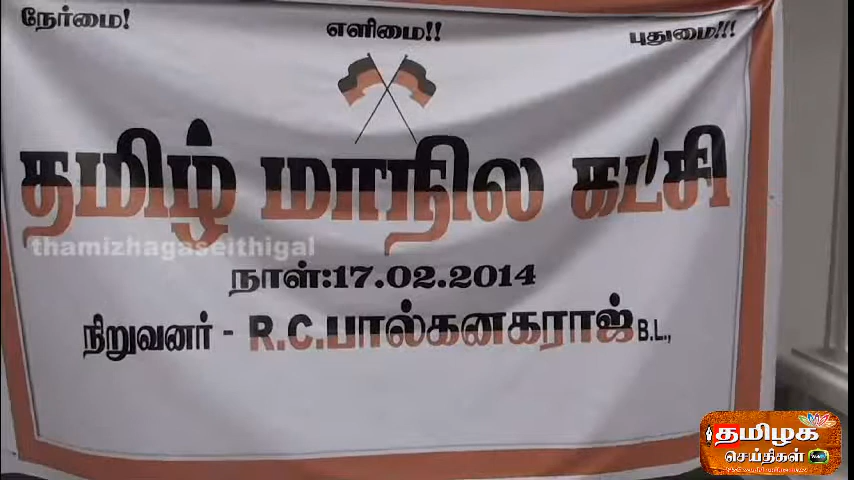 நேர்மை! எளிமை!! புதுமை!!!
தமிழ் மாநில கட்சி
thamizhagaseithigal
நாள்:17.02.2014
நிறுவனர் - R.C.பால்கனகராஜ் B.L.,
தமிழக
செய்திகள்